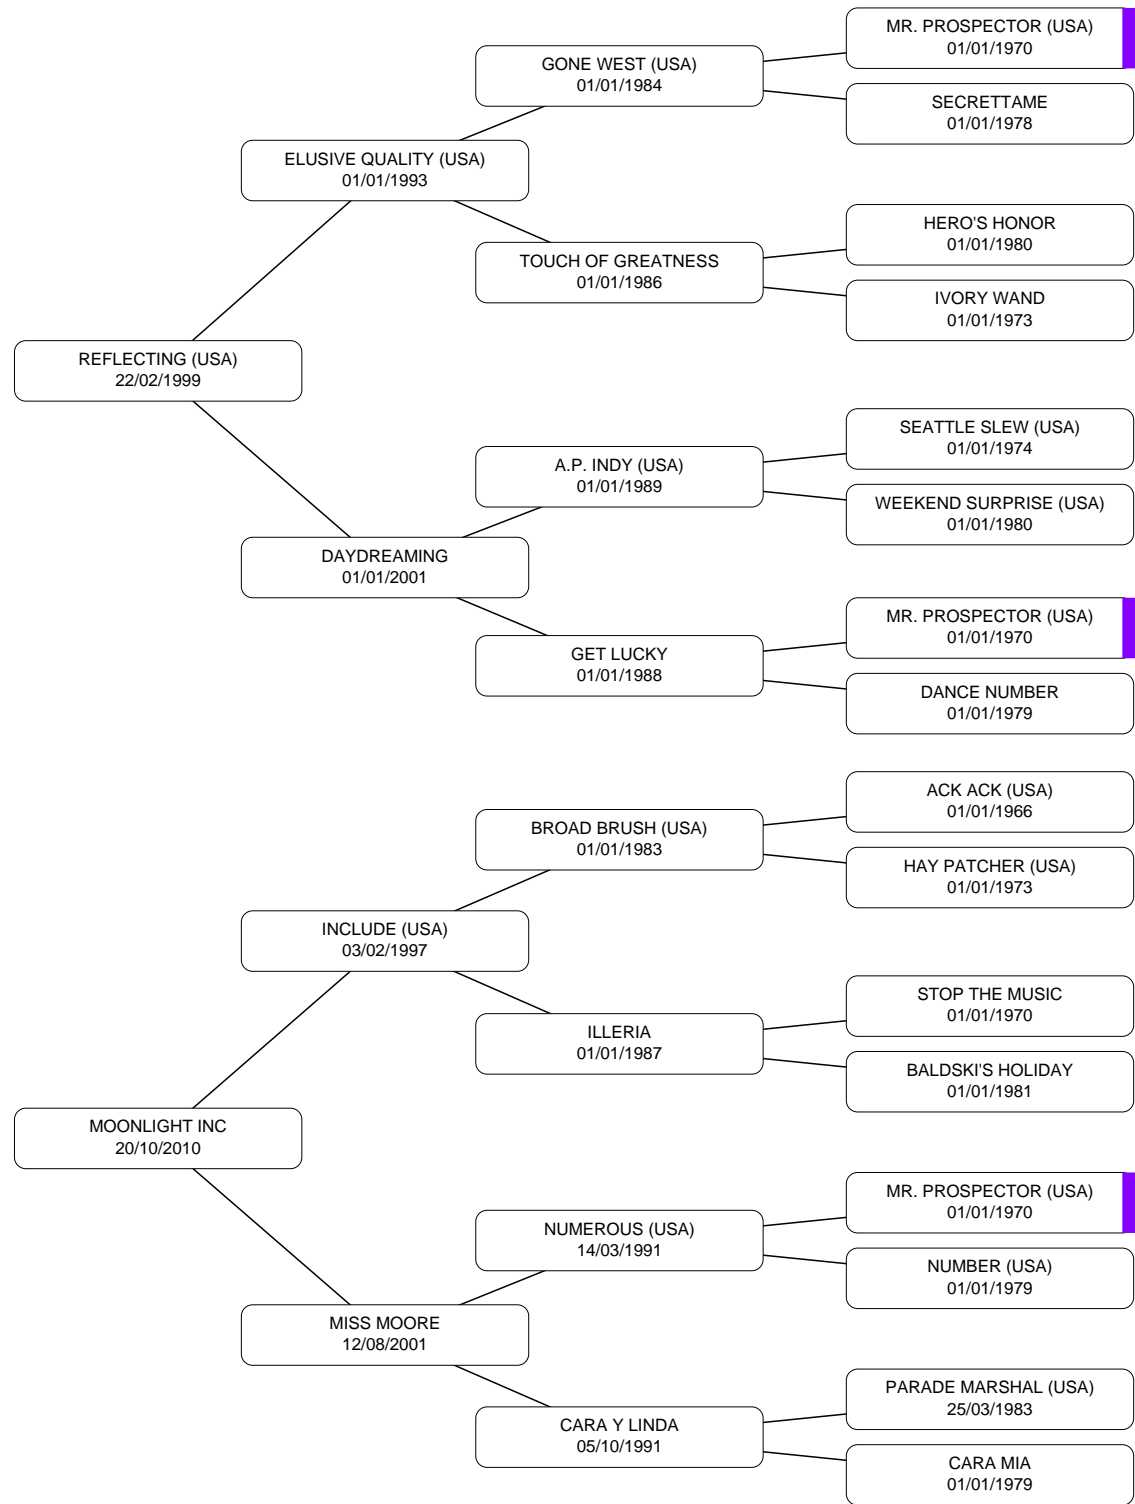 MR. PROSPECTOR (USA)
01/01/1970
GONE WEST (USA)
01/01/1984
SECRETTAME
01/01/1978
ELUSIVE QUALITY (USA)
01/01/1993
HERO'S HONOR
01/01/1980
TOUCH OF GREATNESS
01/01/1986
IVORY WAND
01/01/1973
REFLECTING (USA)
22/02/1999
SEATTLE SLEW (USA)
01/01/1974
A.P. INDY (USA)
01/01/1989
WEEKEND SURPRISE (USA)
01/01/1980
DAYDREAMING
01/01/2001
MR. PROSPECTOR (USA)
01/01/1970
GET LUCKY
01/01/1988
DANCE NUMBER
01/01/1979
ACK ACK (USA)
01/01/1966
BROAD BRUSH (USA)
01/01/1983
HAY PATCHER (USA)
01/01/1973
INCLUDE (USA)
03/02/1997
STOP THE MUSIC
01/01/1970
ILLERIA
01/01/1987
BALDSKI'S HOLIDAY
01/01/1981
MOONLIGHT INC
20/10/2010
MR. PROSPECTOR (USA)
01/01/1970
NUMEROUS (USA)
14/03/1991
NUMBER (USA)
01/01/1979
MISS MOORE
12/08/2001
PARADE MARSHAL (USA)
25/03/1983
CARA Y LINDA
05/10/1991
CARA MIA
01/01/1979